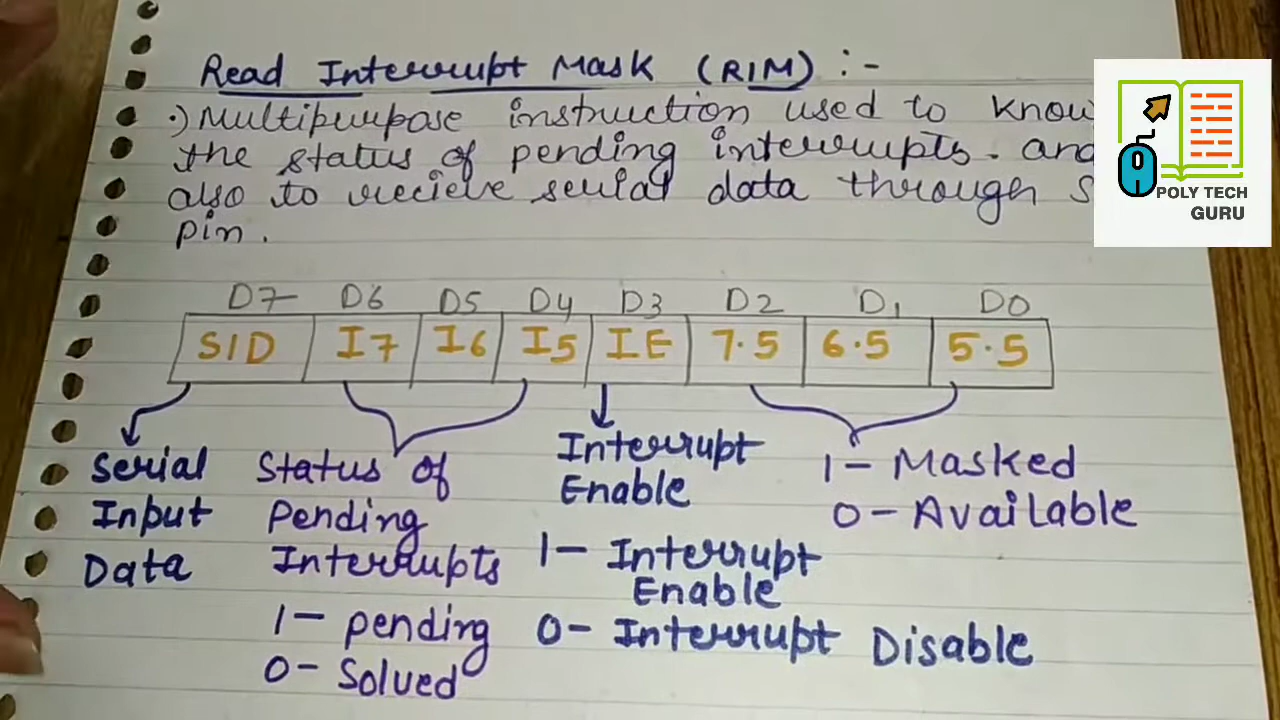 Read Interrupt Mask (RIM) :-
·) Multipurpose instruction used to know
the status of pending interrupts. and
also to recieve serial data through S
pin.
D7 D6 D5 D4 D3 D2 D1 D0
SID I7 I6 I5 IE 7.5 6.5 5.5
Serial Input Data
Status of Pending Interrupts
1- pending
0- Solved
Interrupt Enable
1- Interrupt Enable
0- Interrupt Disable
1- Masked
0- Available
POLY TECH
GURU